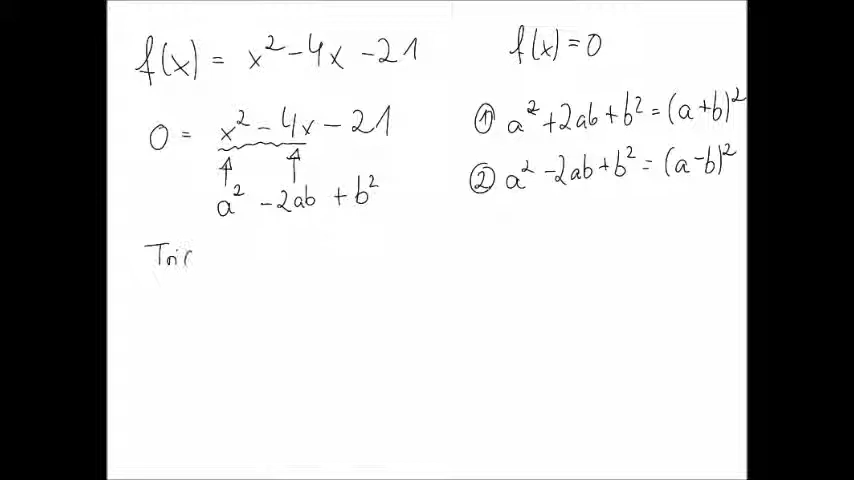 f(x) = x² - 4x - 21
f(x) = 0
0 = x² - 4x - 21
① a² + 2ab + b² = (a + b)²
② a² - 2ab + b² = (a - b)²
a² - 2ab + b²
Tric